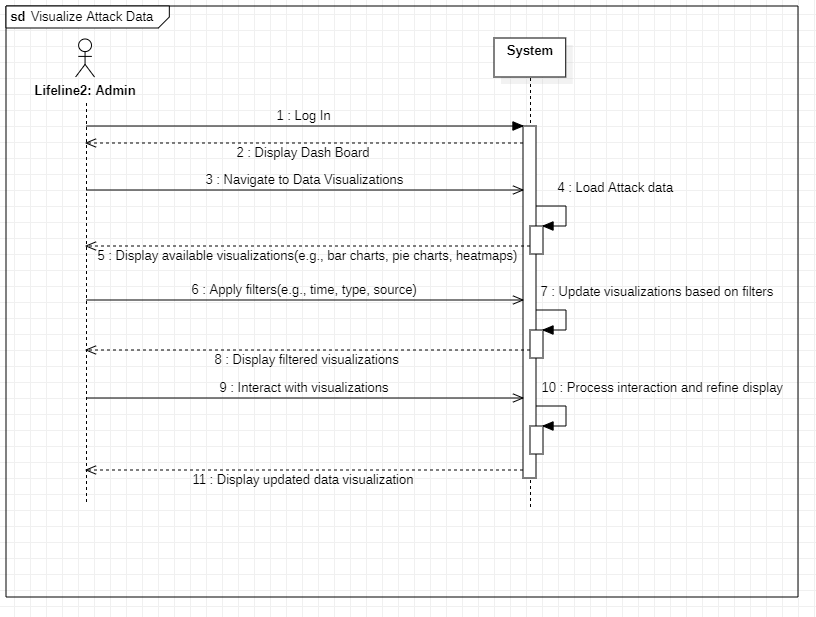 sd Visualize Attack Data
System
Lifeline2: Admin
1 : Log In
2 : Display Dash Board
3 : Navigate to Data Visualizations
4 : Load Attack data
5 : Display available visualizations(e.g., bar charts, pie charts, heatmaps)
6 : Apply filters(e.g., time, type, source)
7 : Update visualizations based on filters
8 : Display filtered visualizations
9 : Interact with visualizations
10 : Process interaction and refine display
11 : Display updated data visualization